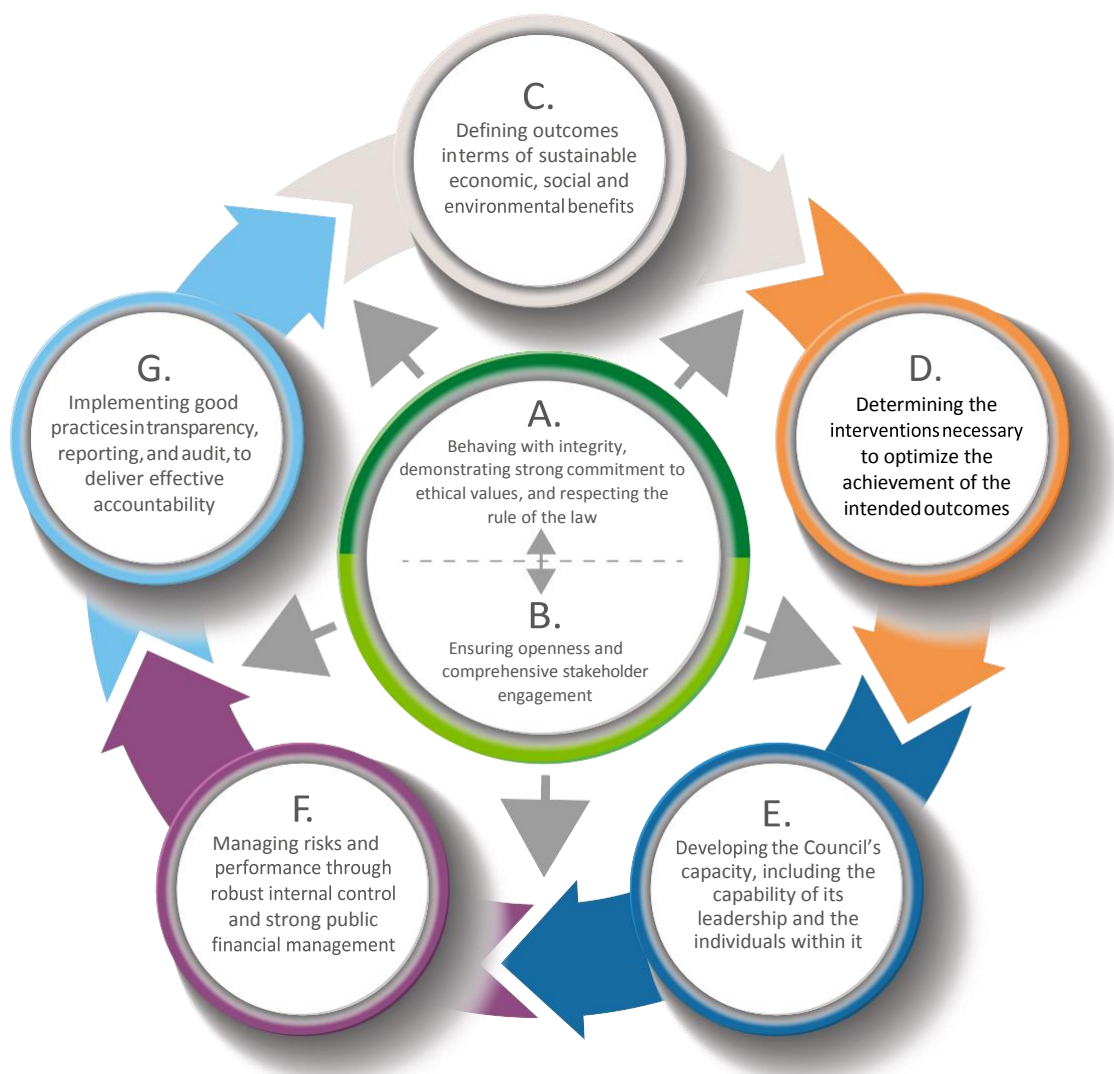 C.
Defining outcomes
in terms of sustainable
economic, social and
environmental benefits
G.
Implementing good
practices in transparency,
reporting, and audit, to
deliver effective
accountability
A.
Behaving with integrity,
demonstrating strong commitment to
ethical values, and respecting the
rule of the law
D.
Determining the
interventions necessary
to optimize the
achievement of the
intended outcomes
B.
Ensuring openness and
comprehensive stakeholder
engagement
F.
Managing risks and
performance through
robust internal control
and strong public
financial management
E.
Developing the Council's
capacity, including the
capability of its
leadership and the
individuals within it